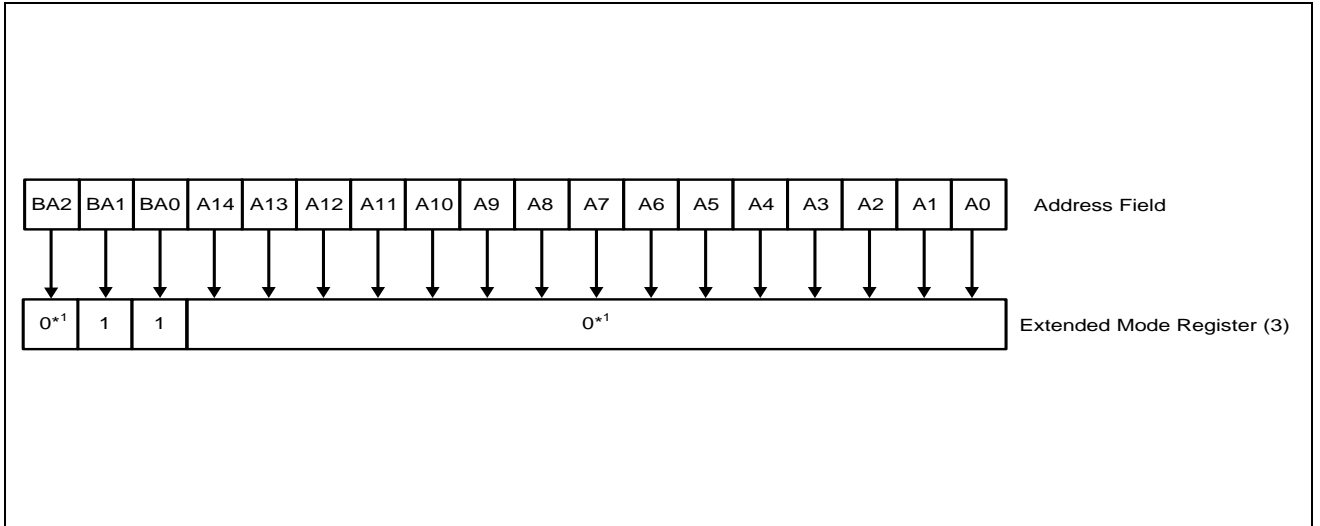 BA2 BA1 BA0 A14 A13 A12 A11 A10 A9 A8 A7 A6 A5 A4 A3 A2 A1 A0 Address Field
0*1 1 1 0*1 Extended Mode Register (3)